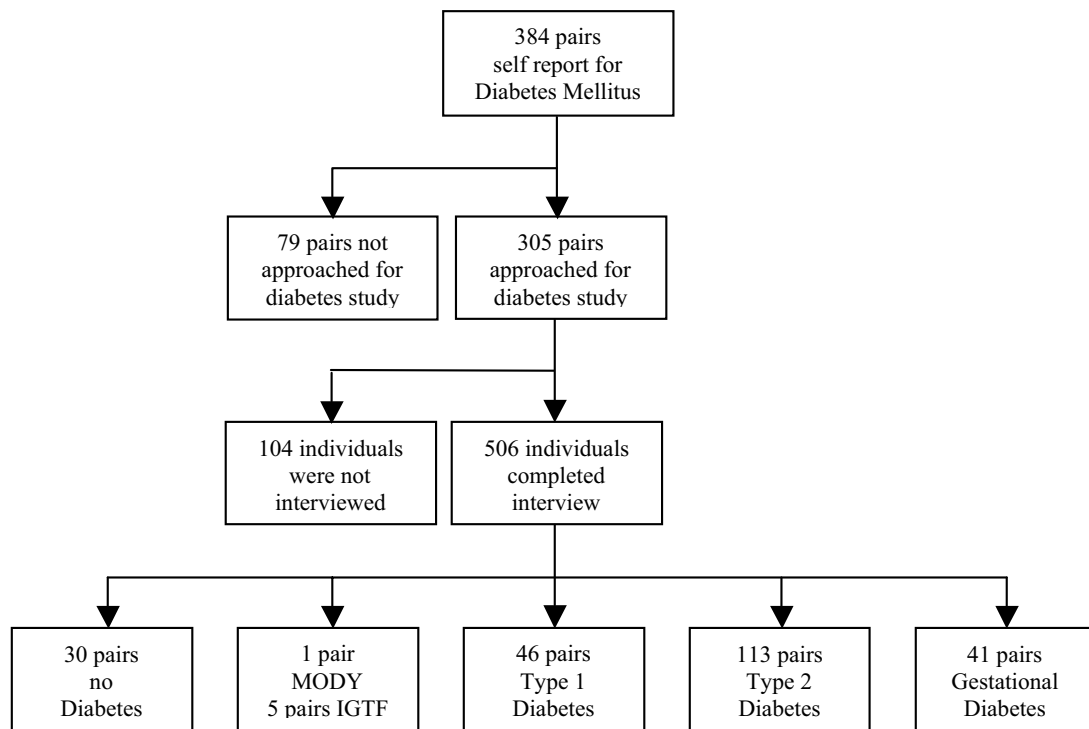 384 pairs
self report for
Diabetes Mellitus
79 pairs not
approached for
diabetes study
305 pairs
approached for
diabetes study
104 individuals
were not
interviewed
506 individuals
completed
interview
30 pairs
no
Diabetes
1 pair
MODY
5 pairs IGTF
46 pairs
Type 1
Diabetes
113 pairs
Type 2
Diabetes
41 pairs
Gestational
Diabetes